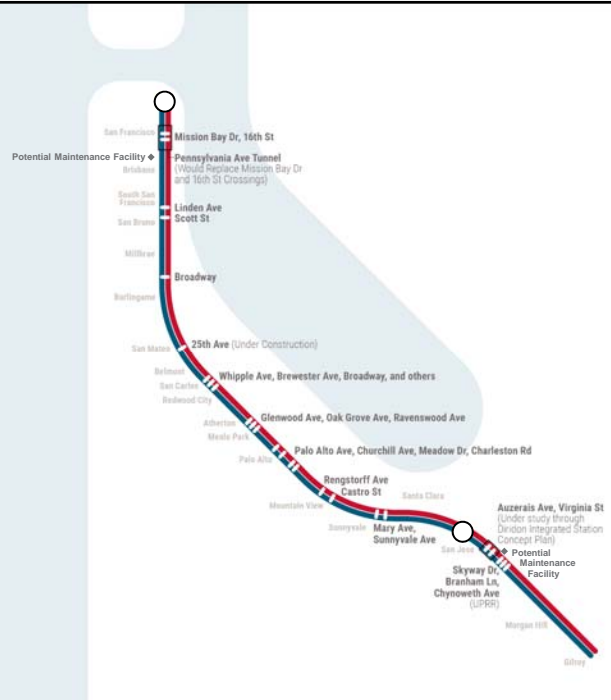 San Francisco
Mission Bay Dr, 16th St
Potential Maintenance Facility
Brisbane
Pennsylvania Ave Tunnel
(Would Replace Mission Bay Dr
and 16th St Crossings)
South San
Francisco
Linden Ave
San Bruno
Scott St
Millbrae
Broadway
Burlingame
San Mateo
25th Ave (Under Construction)
Belmont
San Carlos
Redwood City
Whipple Ave, Brewester Ave, Broadway, and others
Atherton
Menlo Park
Glenwood Ave, Oak Grove Ave, Ravenswood Ave
Palo Alto
Palo Alto Ave, Churchill Ave, Meadow Dr, Charleston Rd
Rengstorff Ave
Castro St
Mountain View
Santa Clara
Sunnyvale
Mary Ave,
Sunnyvale Ave
Auzerais Ave, Virginia St
(Under study through
Diridon Integrated Station
Concept Plan)
San Jose
Potential
Maintenance
Facility
Skyway Dr,
Branham Ln,
Chynoweth Ave
(UPRR)
Morgan Hill
Gilroy